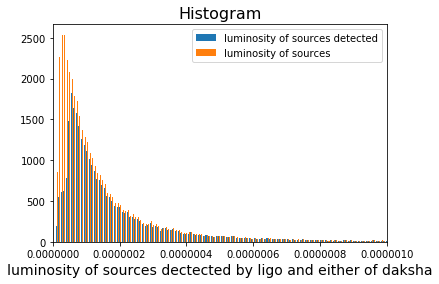 Histogram
luminosity of sources detected
luminosity of sources
2500
2000
1500
1000
500
0
0.0000000 0.0000002 0.0000004 0.0000006 0.0000008 0.0000010
luminosity of sources dectected by ligo and either of daksha